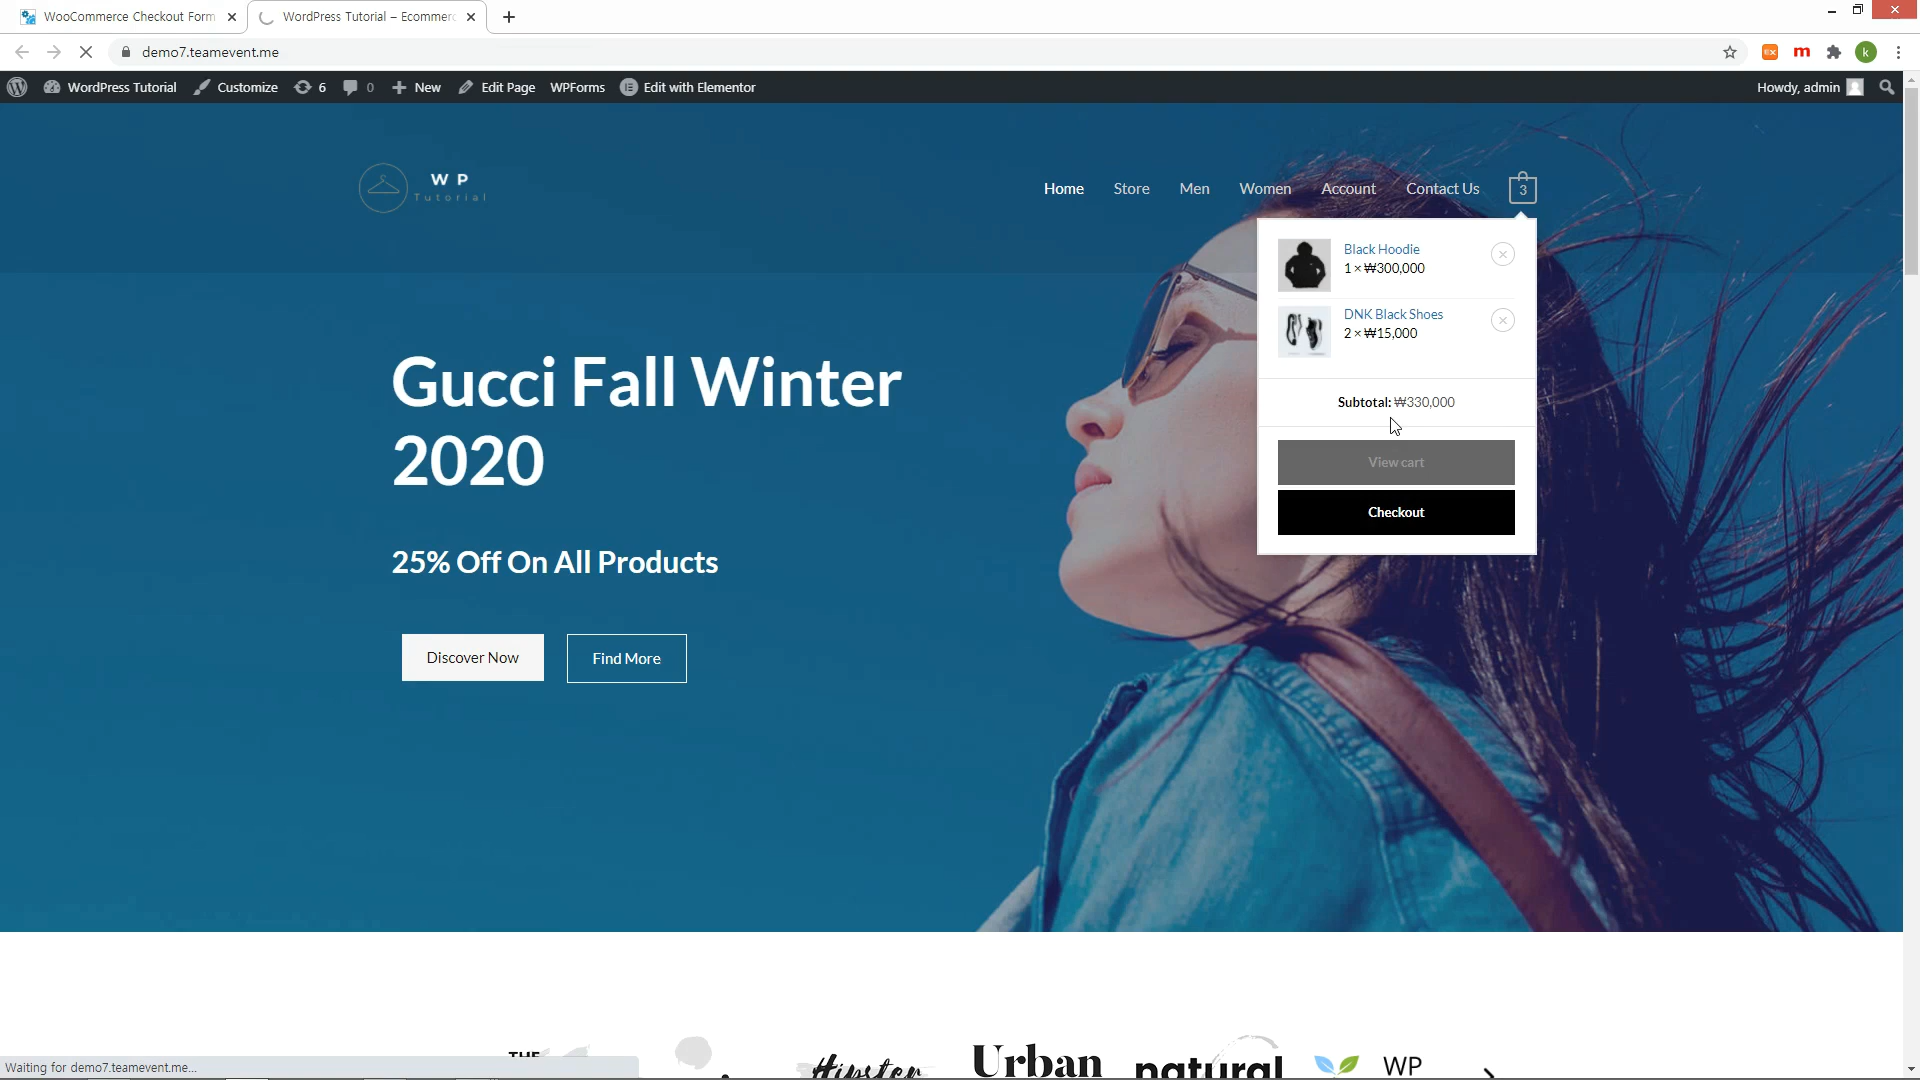 WooCommerce Checkout Form
WordPress Tutorial – Ecommerc
demo7.teamevent.me
WordPress Tutorial
Customize
6
0
New
Edit Page
WPForms
Edit with Elementor
Howdy, admin
W P
Tutorial
Home
Store
Men
Women
Account
Contact Us
3
Black Hoodie
1 × ₩300,000
DNK Black Shoes
2 × ₩15,000
Subtotal: ₩330,000
View cart
Checkout
Gucci Fall Winter
2020
25% Off On All Products
Discover Now
Find More
THE
Hipster
Urban
natural
WP
Waiting for demo7.teamevent.me...